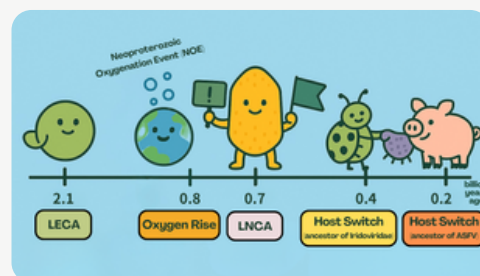 Neoproterozoic
Oxygenation Event (NOE)
!
2.1
0.8
0.7
0.4
0.2
LECA
Oxygen Rise
LNCA
Host Switch
(ancestor of Iridoviridae)
Host Switch
(ancestor of ASFV)